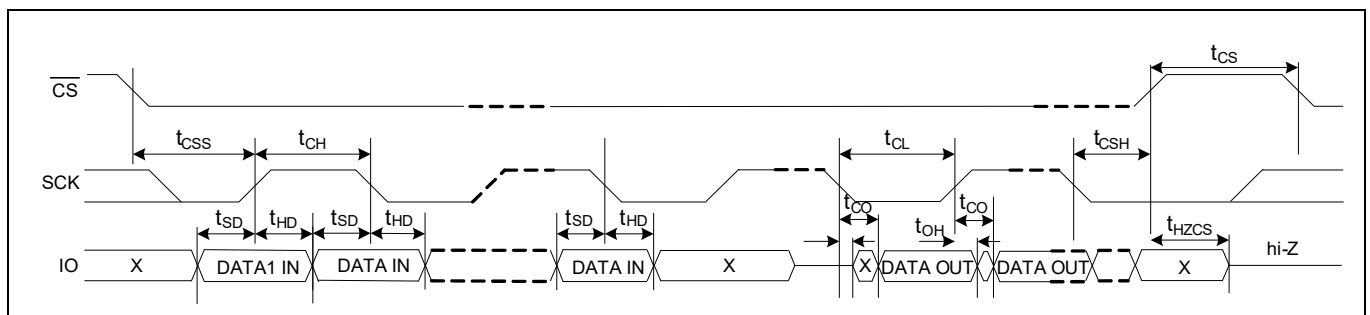 CS
tCS
tCSS
tCH
tCL
tCSH
SCK
tSD
tHD
tSD
tHD
tSD
tHD
tCO
tOH
tCO
tHZCS
IO
X
DATA1 IN
DATA IN
DATA IN
X
X
DATA OUT
DATA OUT
X
hi-Z